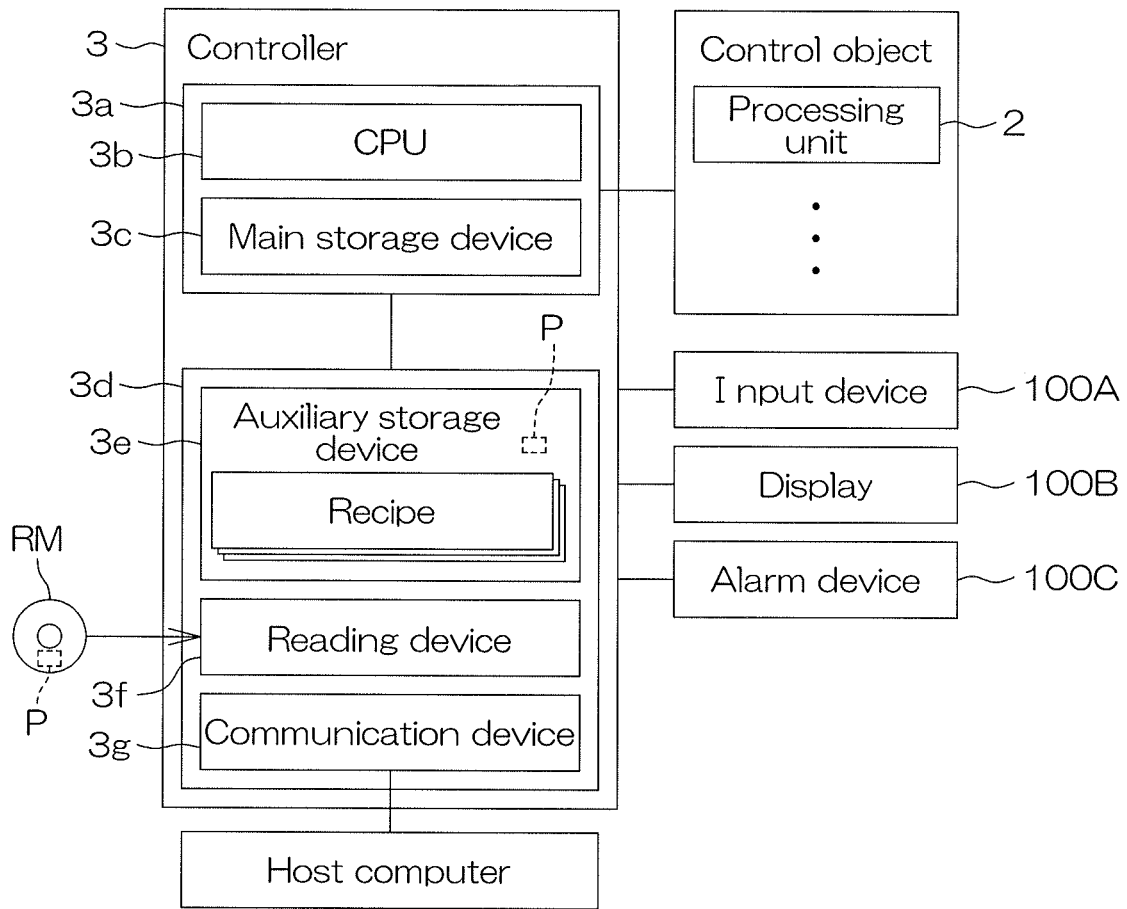 3
Controller
3a
CPU
3b
3c
Main storage device
Control object
Processing
unit
2
P
3d
Auxiliary storage
device
3e
Recipe
Input device
100A
Display
100B
Alarm device
100C
RM
P
Reading device
3f
Communication device
3g
Host computer